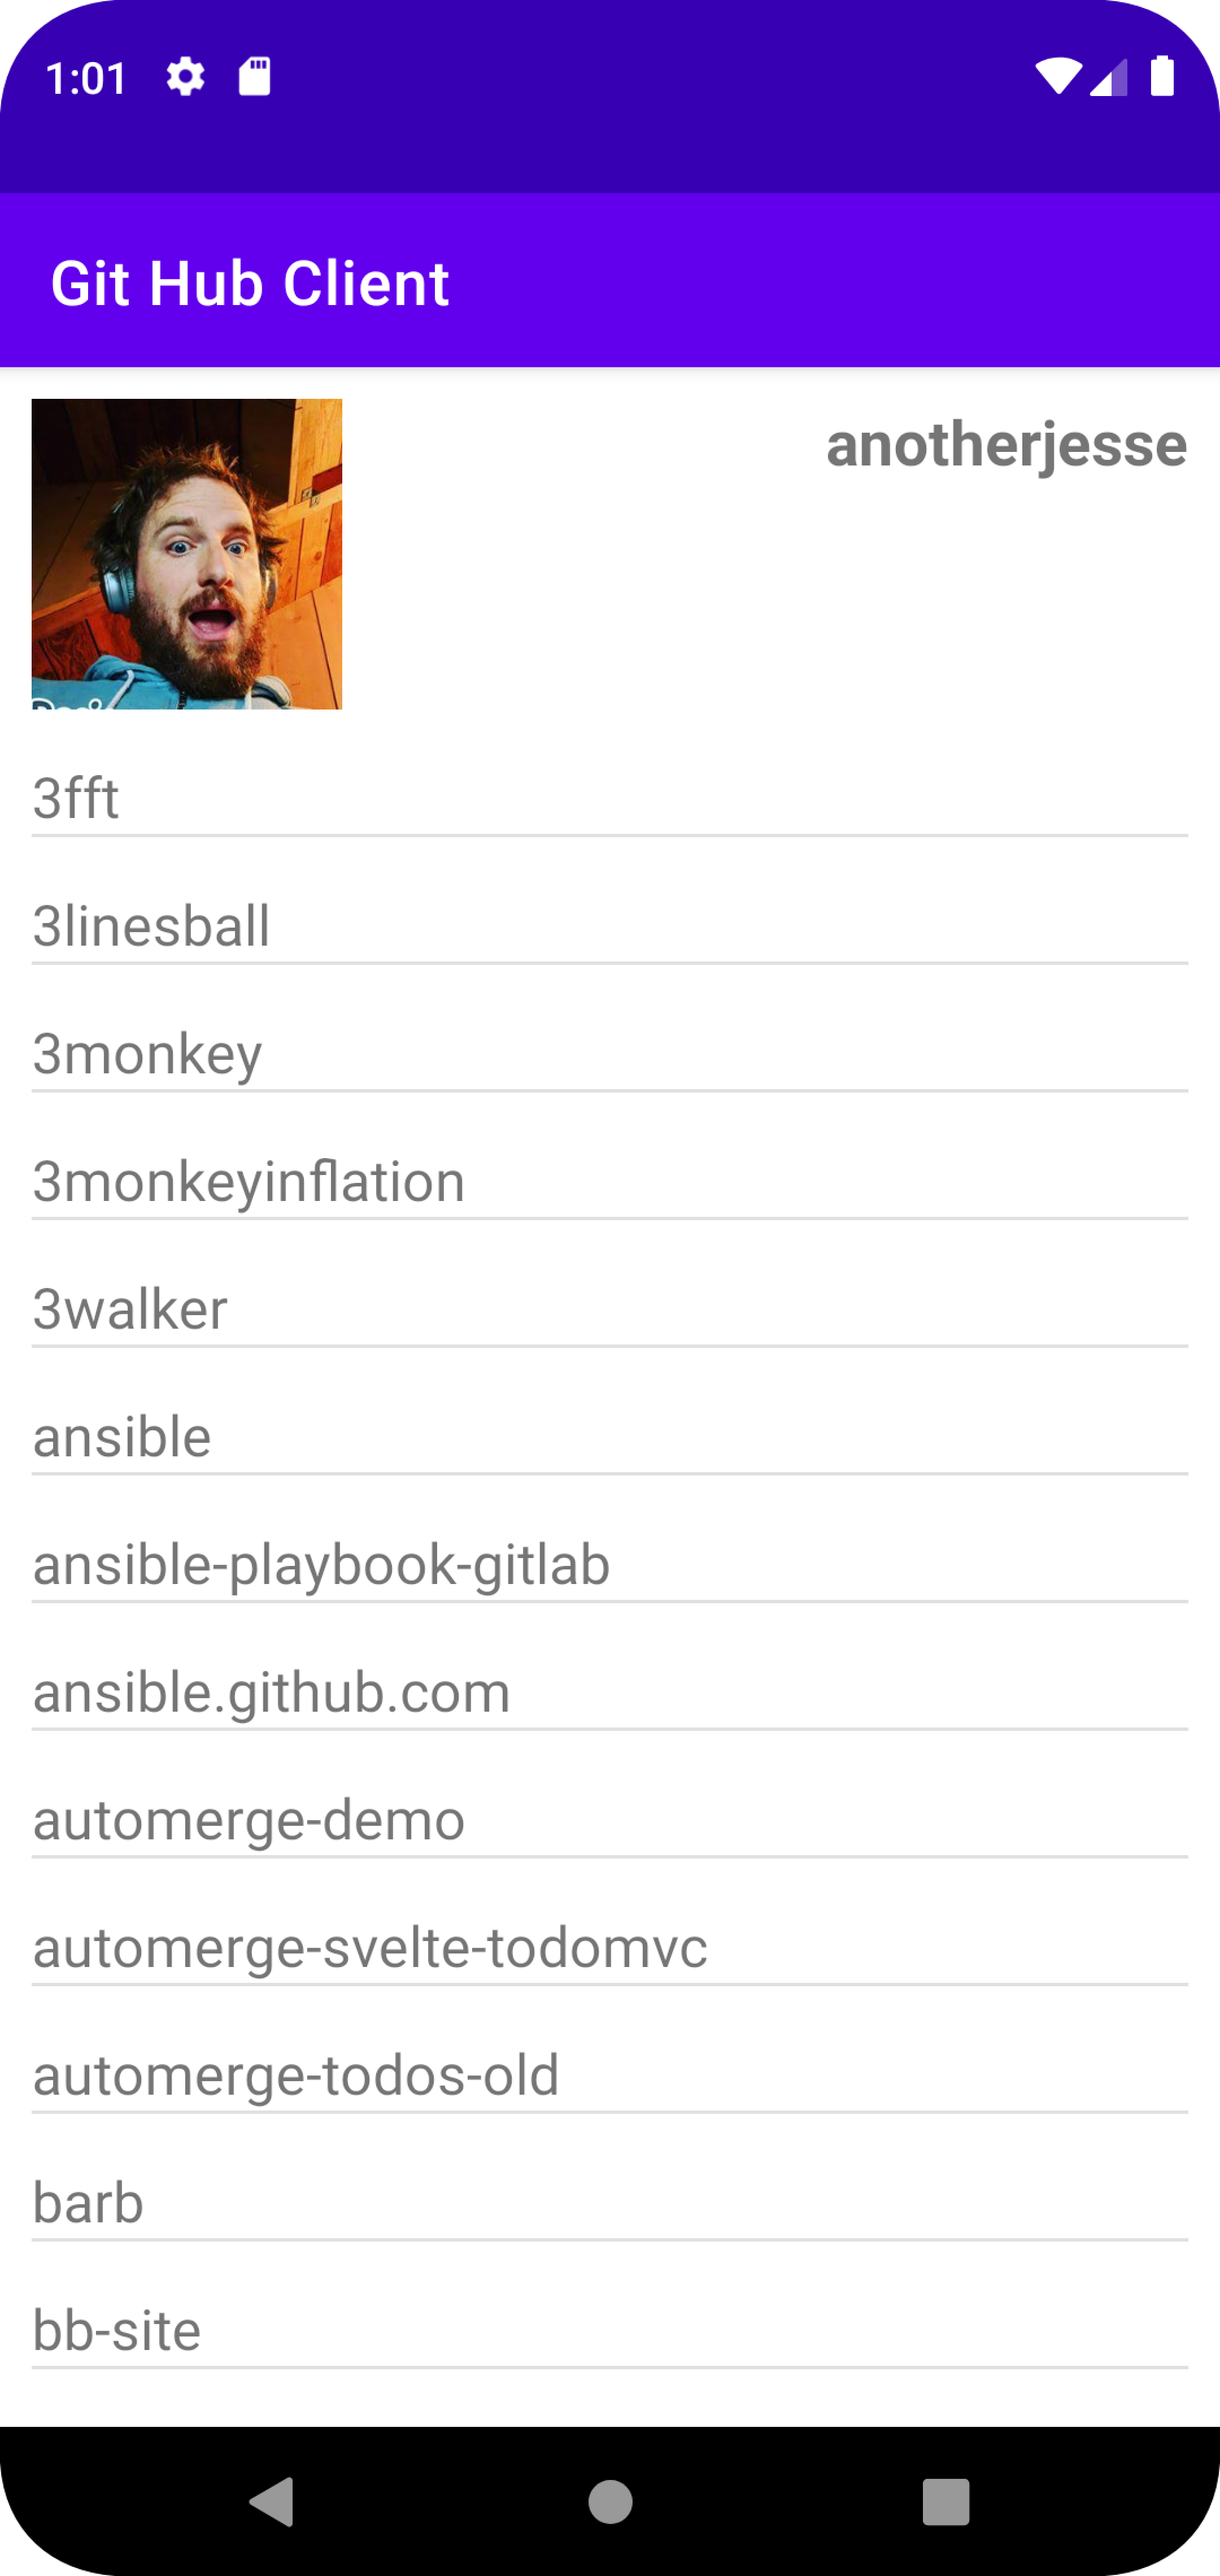 1:01
Git Hub Client
anotherjesse
3fft
3linesball
3monkey
3monkeyinflation
3walker
ansible
ansible-playbook-gitlab
ansible.github.com
automerge-demo
automerge-svelte-todomvc
automerge-todos-old
barb
bb-site